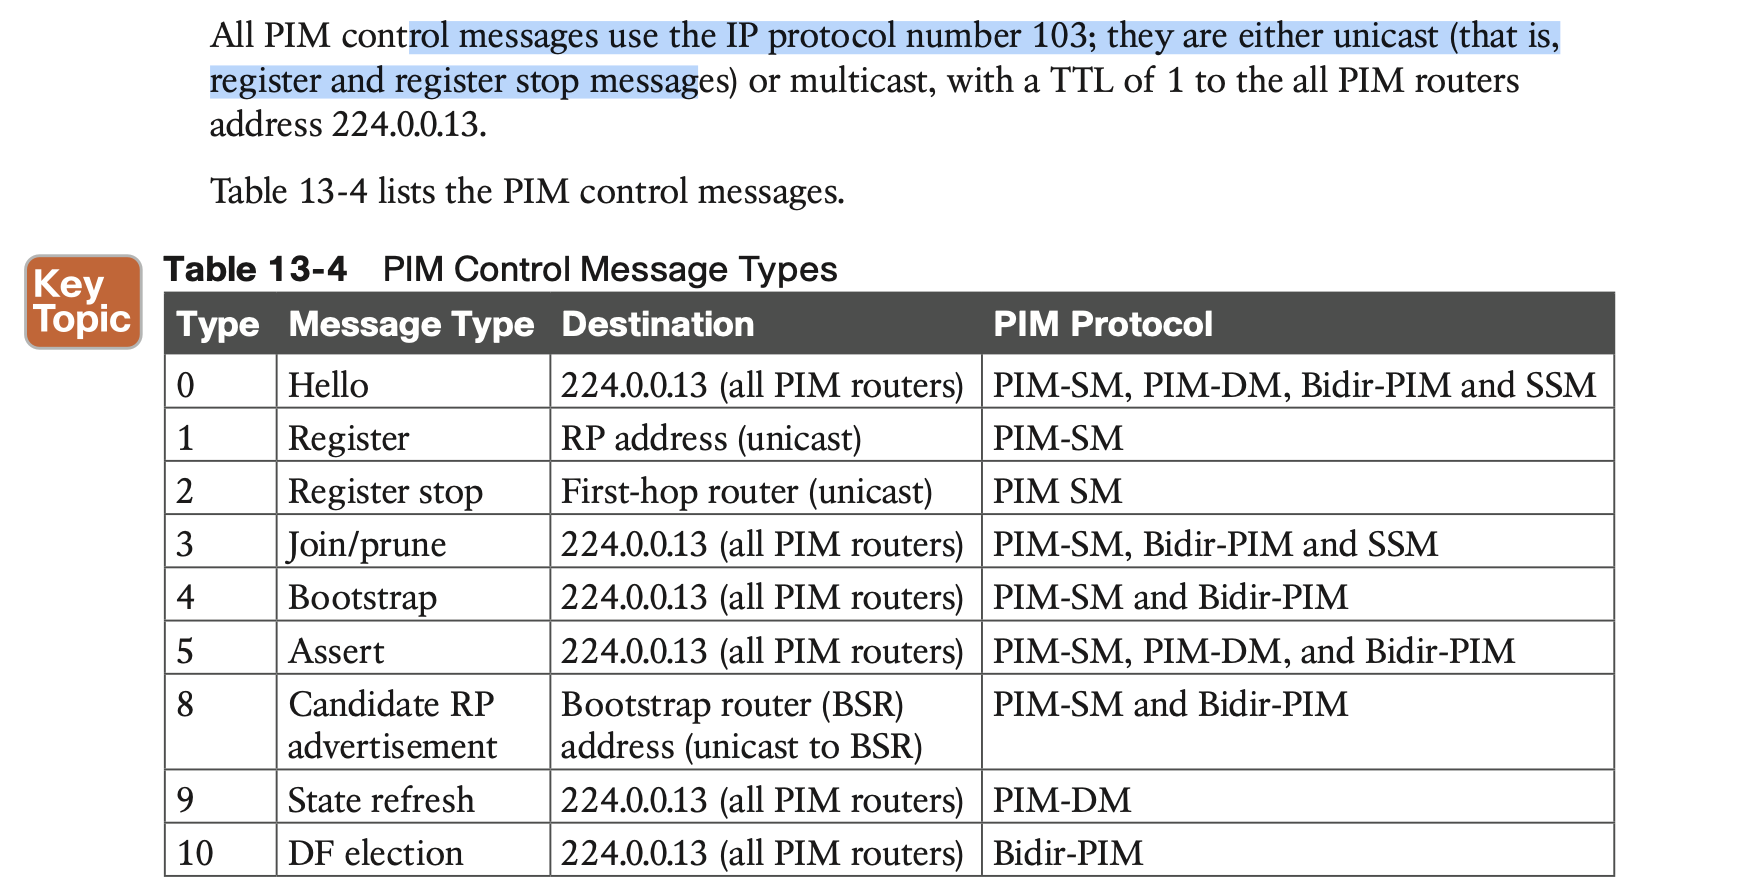 All PIM control messages use the IP protocol number 103; they are either unicast (that is,
register and register stop messages) or multicast, with a TTL of 1 to the all PIM routers
address 224.0.0.13.
Table 13-4 lists the PIM control messages.
Key
Topic
Table 13-4 PIM Control Message Types
Type Message Type Destination PIM Protocol
0 Hello 224.0.0.13 (all PIM routers) PIM-SM, PIM-DM, Bidir-PIM and SSM
1 Register RP address (unicast) PIM-SM
2 Register stop First-hop router (unicast) PIM SM
3 Join/prune 224.0.0.13 (all PIM routers) PIM-SM, Bidir-PIM and SSM
4 Bootstrap 224.0.0.13 (all PIM routers) PIM-SM and Bidir-PIM
5 Assert 224.0.0.13 (all PIM routers) PIM-SM, PIM-DM, and Bidir-PIM
8 Candidate RP Bootstrap router (BSR) PIM-SM and Bidir-PIM
advertisement address (unicast to BSR)
9 State refresh 224.0.0.13 (all PIM routers) PIM-DM
10 DF election 224.0.0.13 (all PIM routers) Bidir-PIM